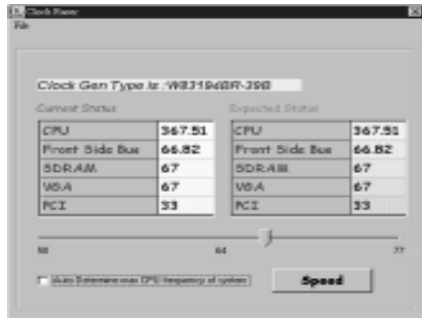 Clock Racer
File
Clock Gen Type is :W83194BR-39B
Current Status
Expected Status
CPU 367.51 CPU 367.51
Front Side Bus 66.82 Front Side Bus 66.82
SDRAM 67 SDRAM 67
VGA 67 VGA 67
PCI 33 PCI 33
64 77
Auto Determine max CPU frequency of system
Speed